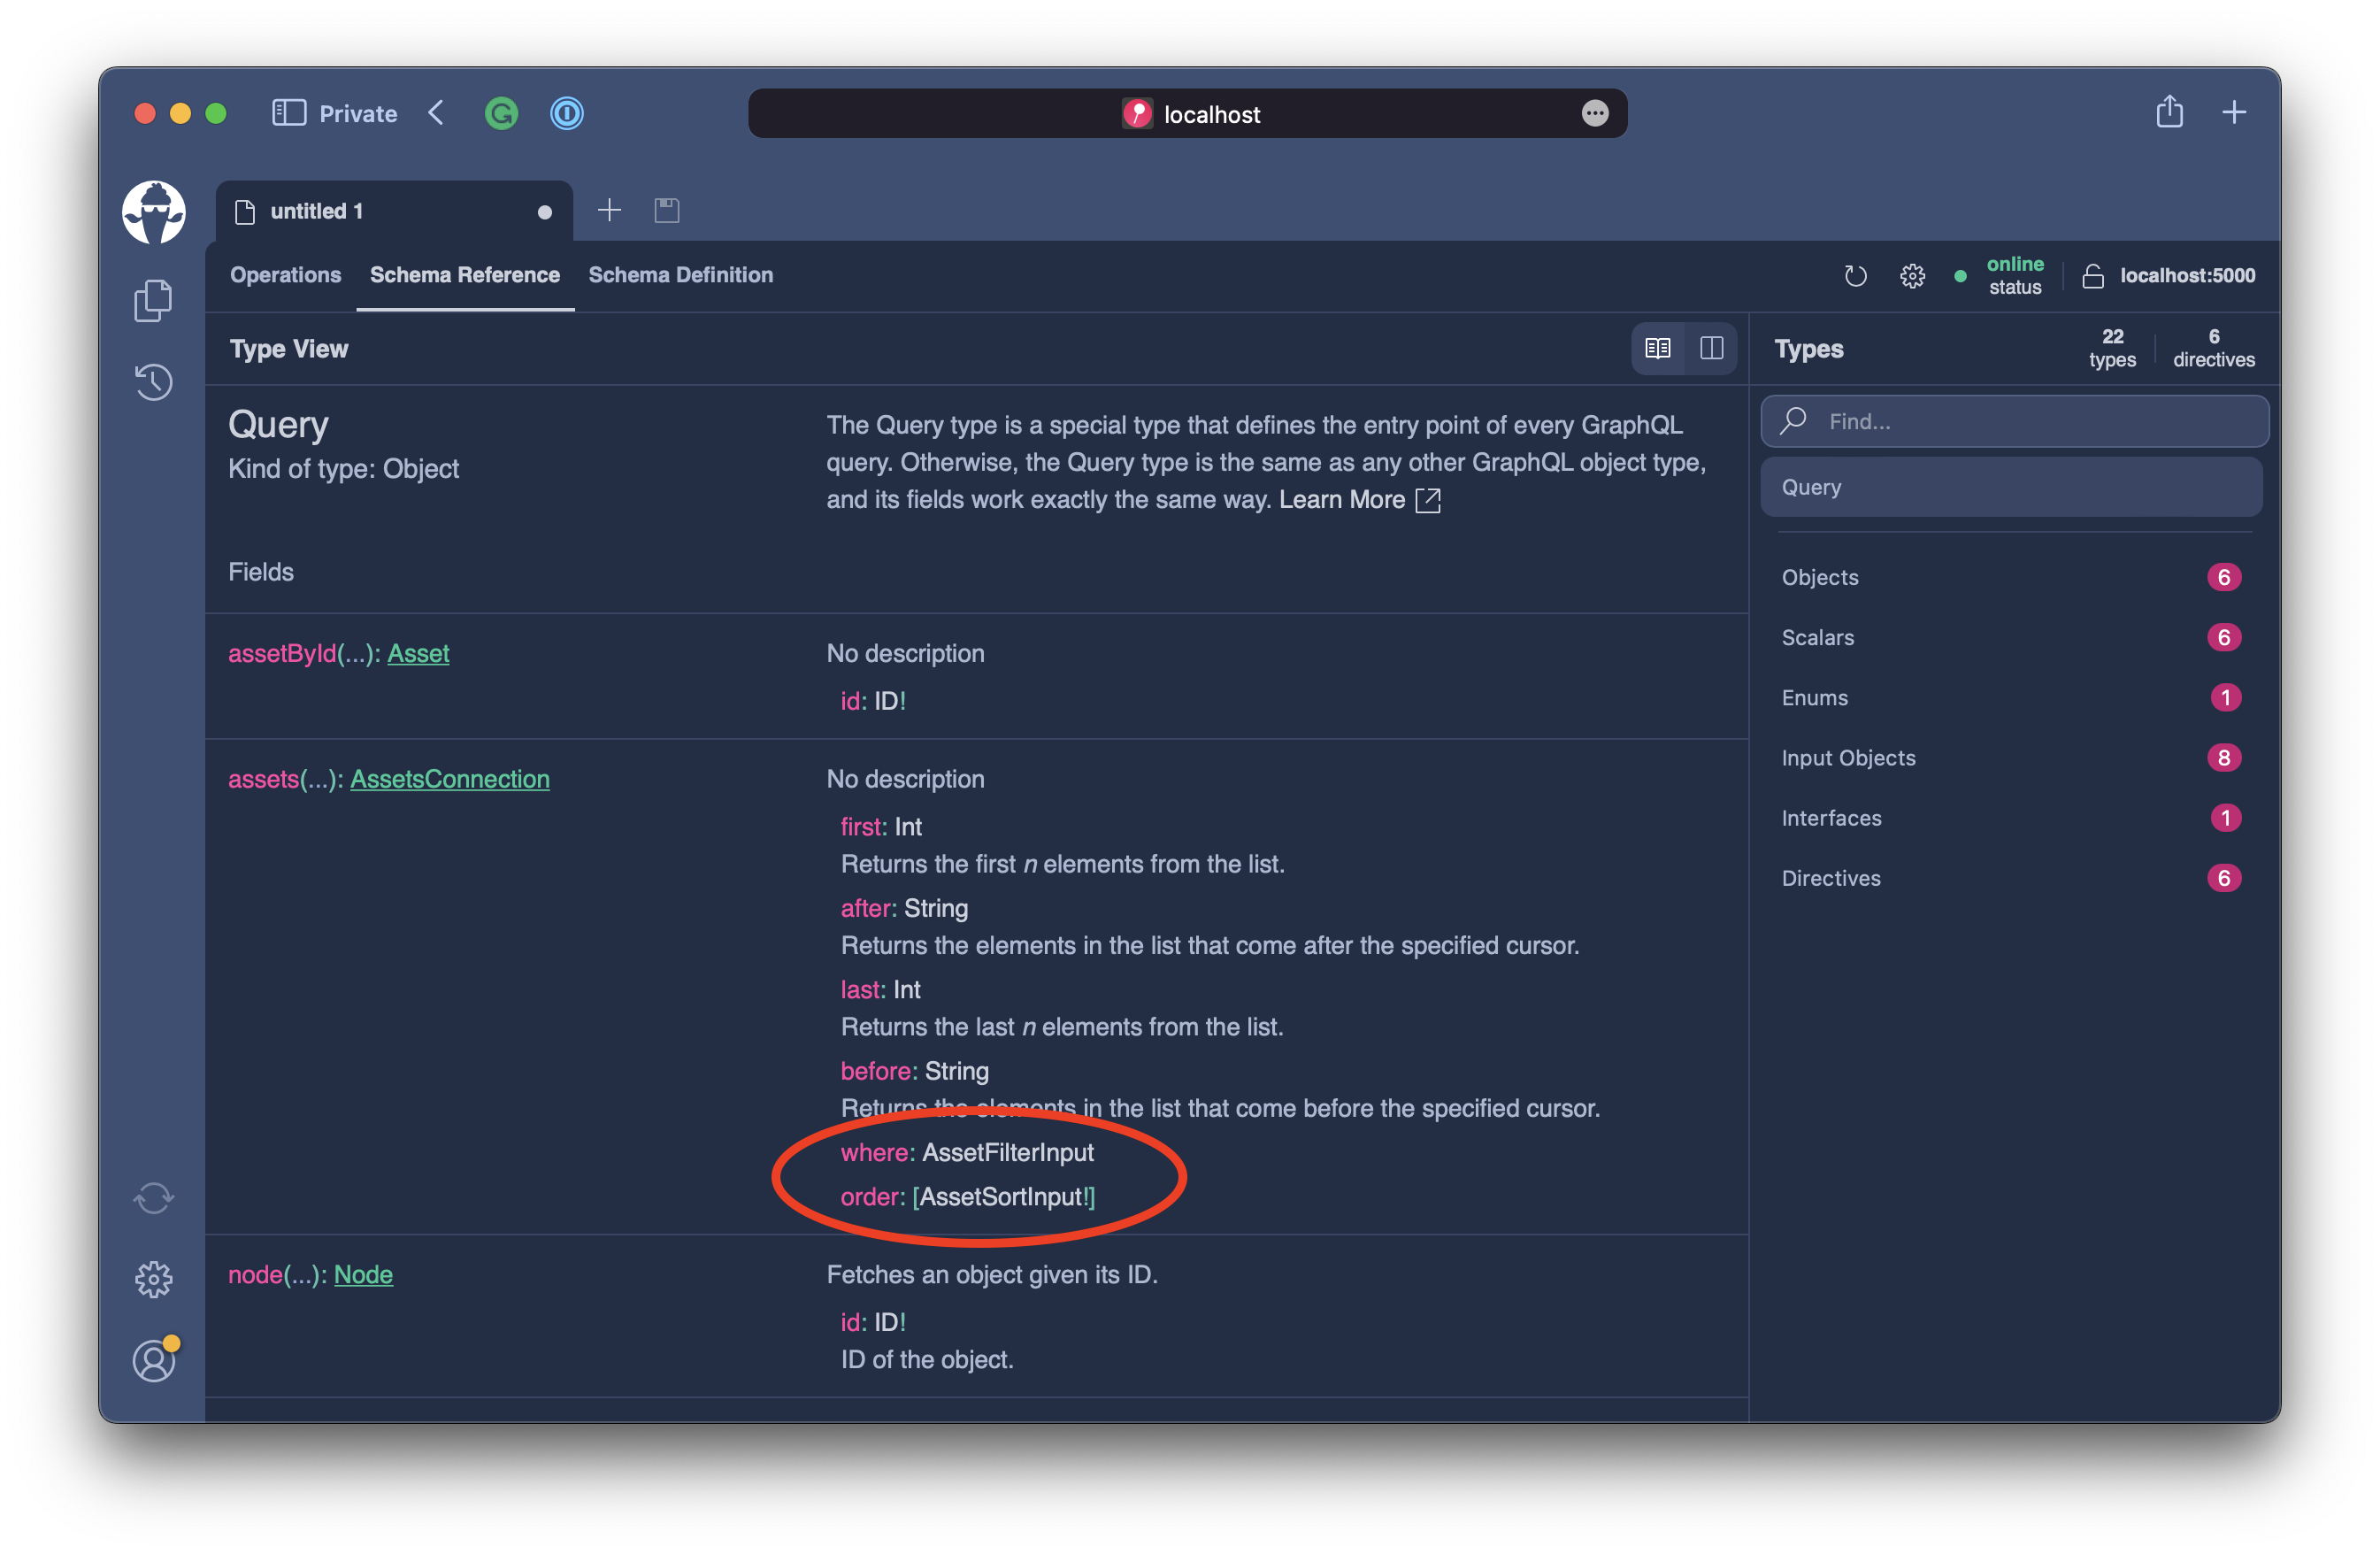 Private
localhost
untitled 1
Operations
Schema Reference
Schema Definition
online
status
localhost:5000
Type View
Types
22
types
6
directives
Query
Kind of type: Object
The Query type is a special type that defines the entry point of every GraphQL
query. Otherwise, the Query type is the same as any other GraphQL object type,
and its fields work exactly the same way. Learn More
Find...
Query
Fields
Objects 6
Scalars 6
Enums 1
Input Objects 8
Interfaces 1
Directives 6
assetById(...): Asset
No description
id: ID!
assets(...): AssetsConnection
No description
first: Int
Returns the first n elements from the list.
after: String
Returns the elements in the list that come after the specified cursor.
last: Int
Returns the last n elements from the list.
before: String
Returns the elements in the list that come before the specified cursor.
where: AssetFilterInput
order: [AssetSortInput!]
node(...): Node
Fetches an object given its ID.
id: ID!
ID of the object.